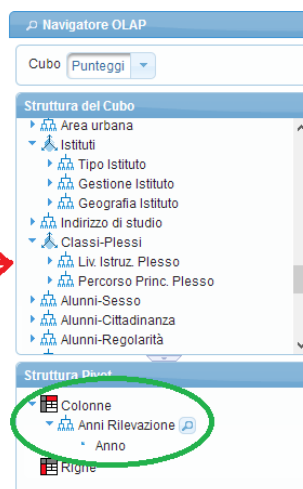 Navigatore OLAP
Cubo Punteggi
Struttura del Cubo
Area urbana
Istituti
Tipo Istituto
Gestione Istituto
Geografia Istituto
Indirizzo di studio
Classi-Plessi
Liv. Istruz. Plesso
Percorso Princ. Plesso
Alunni-Sesso
Alunni-Cittadinanza
Alunni-Regolarità
Struttura Pivot
Colonne
Anni Rilevazione
Anno
Righe